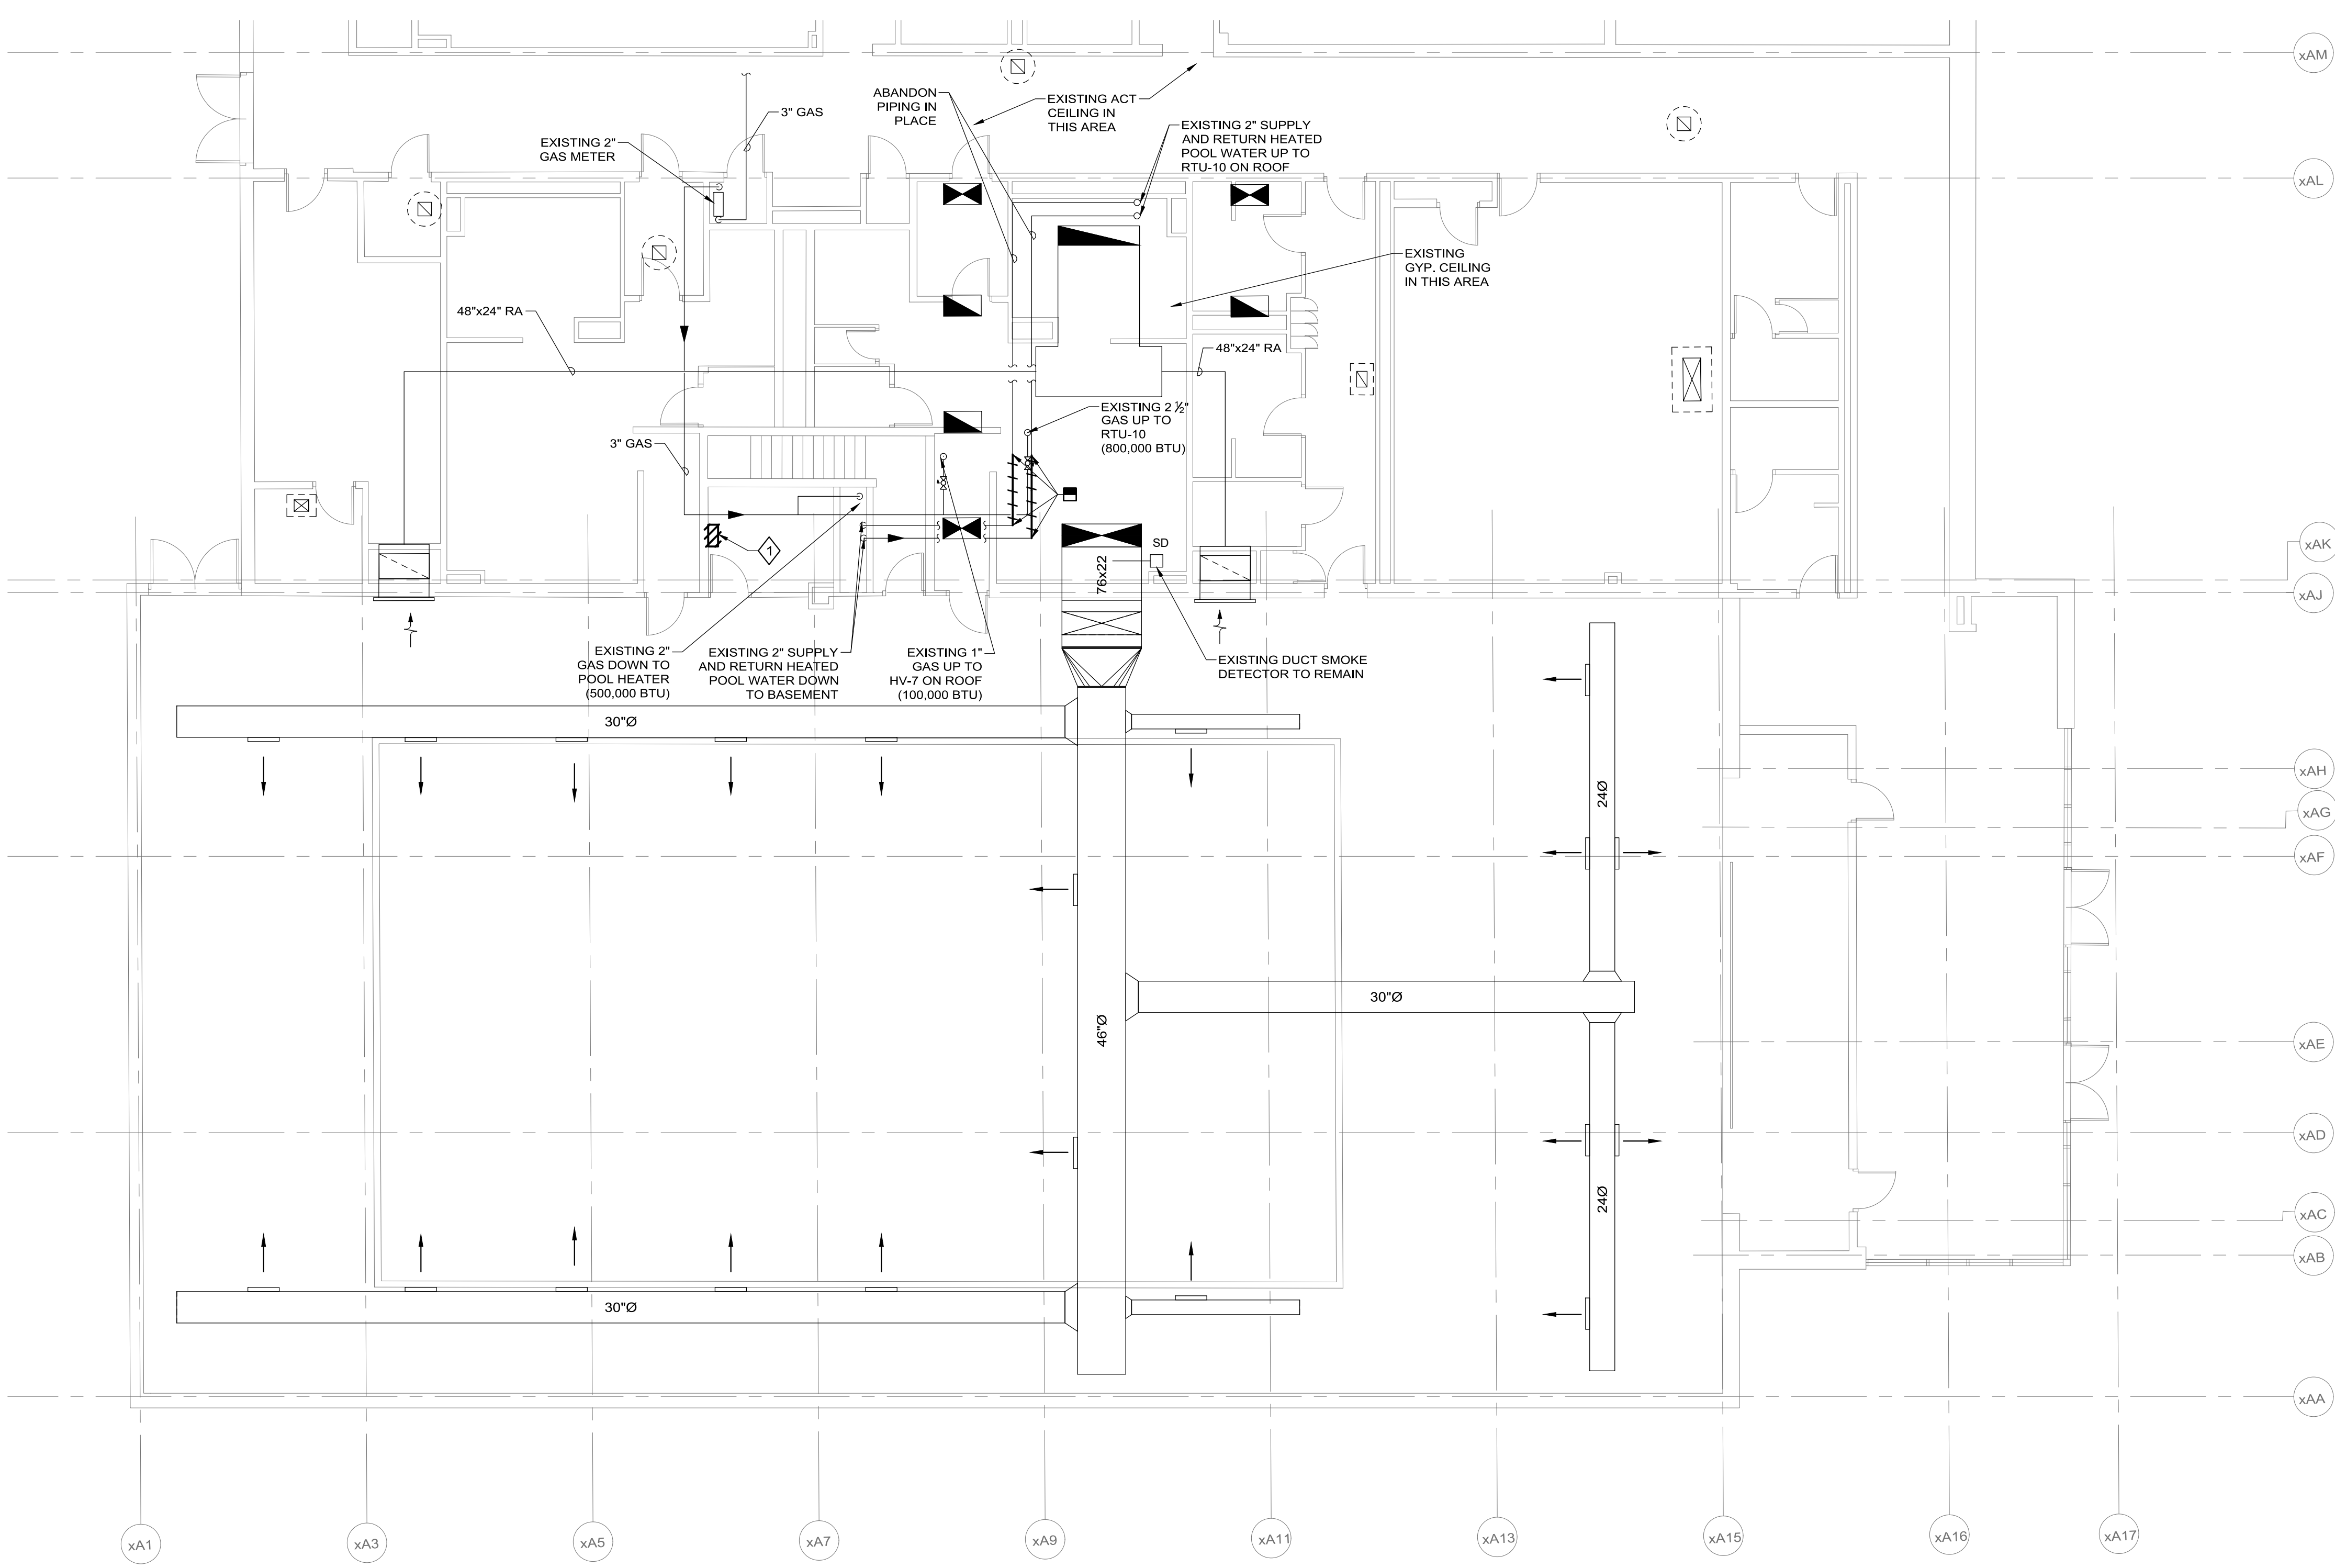 xAM
3" GAS
ABANDON
PIPING IN
PLACE
EXISTING ACT
CEILING IN
THIS AREA
EXISTING 2"
GAS METER
EXISTING 2" SUPPLY
AND RETURN HEATED
POOL WATER UP TO
RTU-10 ON ROOF
xAL
EXISTING
GYP. CEILING
IN THIS AREA
48"x24" RA
48"x24" RA
EXISTING 2 ½"
GAS UP TO
RTU-10
(800,000 BTU)
3" GAS
1
SD
76x22
xAK
xAJ
EXISTING 2"
GAS DOWN TO
POOL HEATER
(500,000 BTU)
EXISTING 2" SUPPLY
AND RETURN HEATED
POOL WATER DOWN
TO BASEMENT
EXISTING 1"
GAS UP TO
HV-7 ON ROOF
(100,000 BTU)
EXISTING DUCT SMOKE
DETECTOR TO REMAIN
30"Ø
24Ø
xAH
xAG
xAF
30"Ø
46"Ø
xAE
xAD
24Ø
xAC
xAB
30"Ø
xAA
xA1
xA3
xA5
xA7
xA9
xA11
xA13
xA15
xA16
xA17